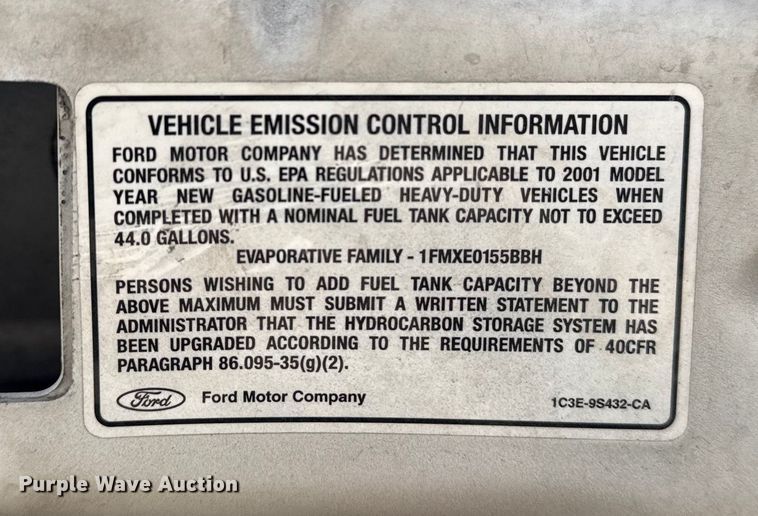 VEHICLE EMISSION CONTROL INFORMATION
FORD MOTOR COMPANY HAS DETERMINED THAT THIS VEHICLE
CONFORMS TO U.S. EPA REGULATIONS APPLICABLE TO 2001 MODEL
YEAR NEW GASOLINE-FUELED HEAVY-DUTY VEHICLES WHEN
COMPLETED WITH A NOMINAL FUEL TANK CAPACITY NOT TO EXCEED
44.0 GALLONS.
EVAPORATIVE FAMILY - 1FMXE0155BBH
PERSONS WISHING TO ADD FUEL TANK CAPACITY BEYOND THE
ABOVE MAXIMUM MUST SUBMIT A WRITTEN STATEMENT TO THE
ADMINISTRATOR THAT THE HYDROCARBON STORAGE SYSTEM HAS
BEEN UPGRADED ACCORDING TO THE REQUIREMENTS OF 40CFR
PARAGRAPH 86.095-35(g)(2).
Ford Ford Motor Company 1C3E-9S432-CA
Purple Wave Auction